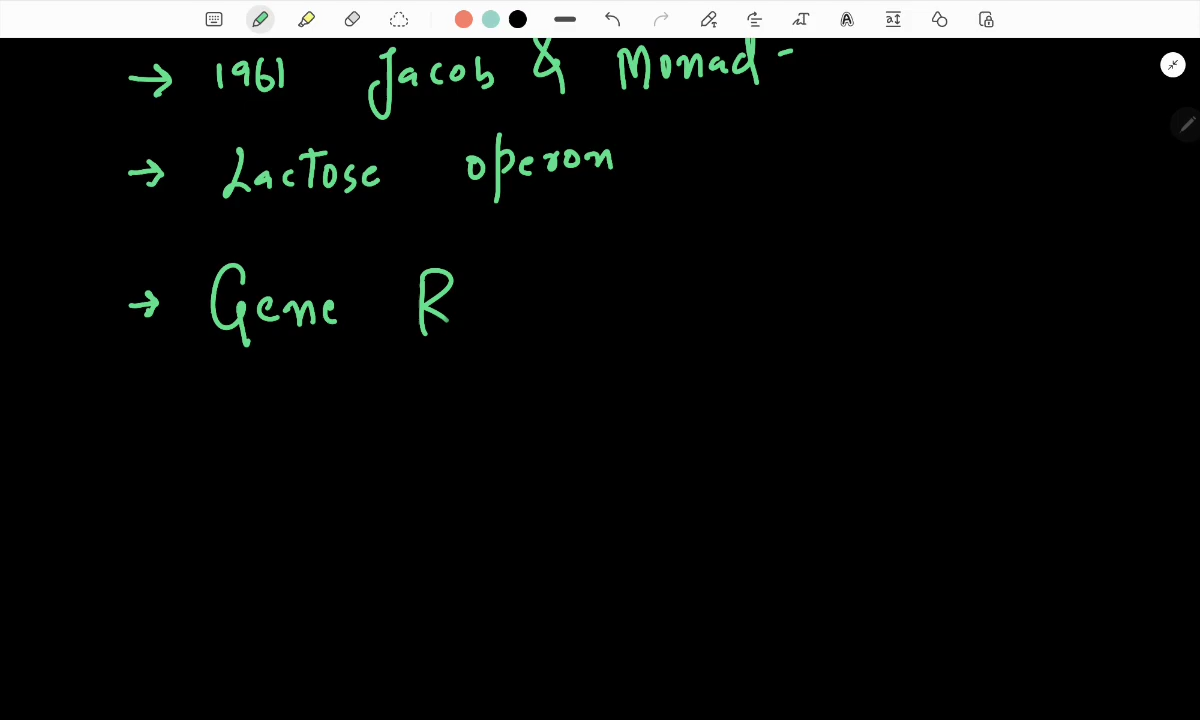 → 1961 Jacob & Monad -
→ Lactose operon
→ Gene R